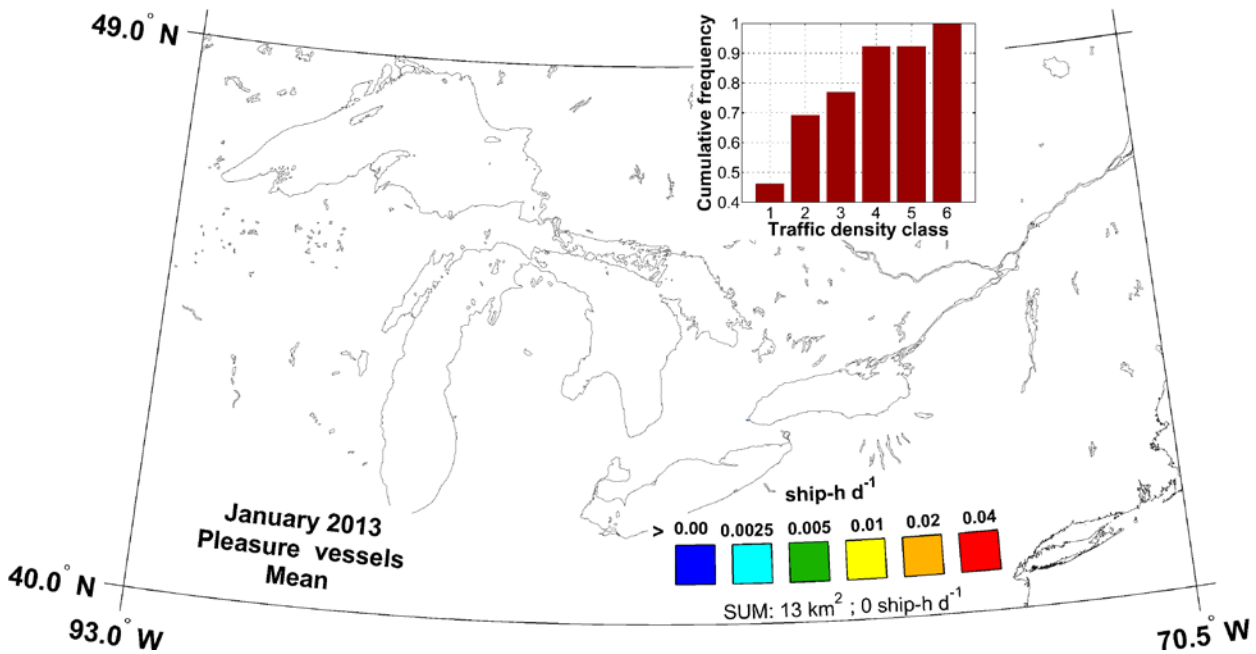 49.0° N
1
0.9
0.8
0.7
0.6
0.5
0.4
Cumulative frequency
1 2 3 4 5 6
Traffic density class
January 2013
Pleasure vessels
Mean
ship-h d⁻¹
> 0.00 0.0025 0.005 0.01 0.02 0.04
SUM: 13 km² ; 0 ship-h d⁻¹
40.0° N
93.0° W
70.5° W